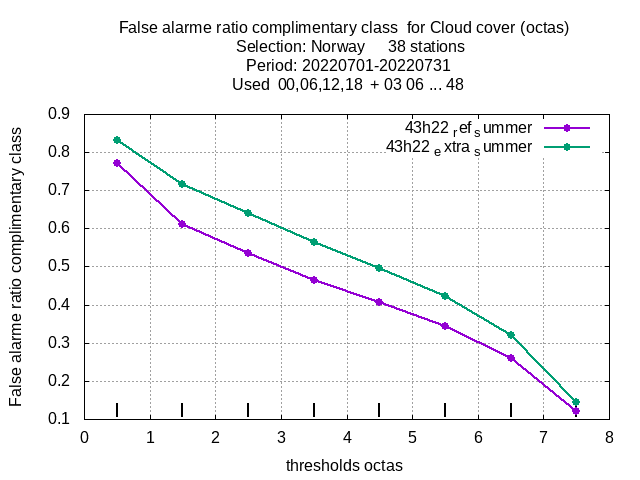 False alarme ratio complimentary class  for Cloud cover (octas)
Selection: Norway     38 stations
Period: 20220701-20220731
Used  00,06,12,18  + 03 06 ... 48
43h22 ref summer
43h22 extra summer
False alarme ratio complimentary class
0.9
0.8
0.7
0.6
0.5
0.4
0.3
0.2
0.1
0 1 2 3 4 5 6 7 8
thresholds octas